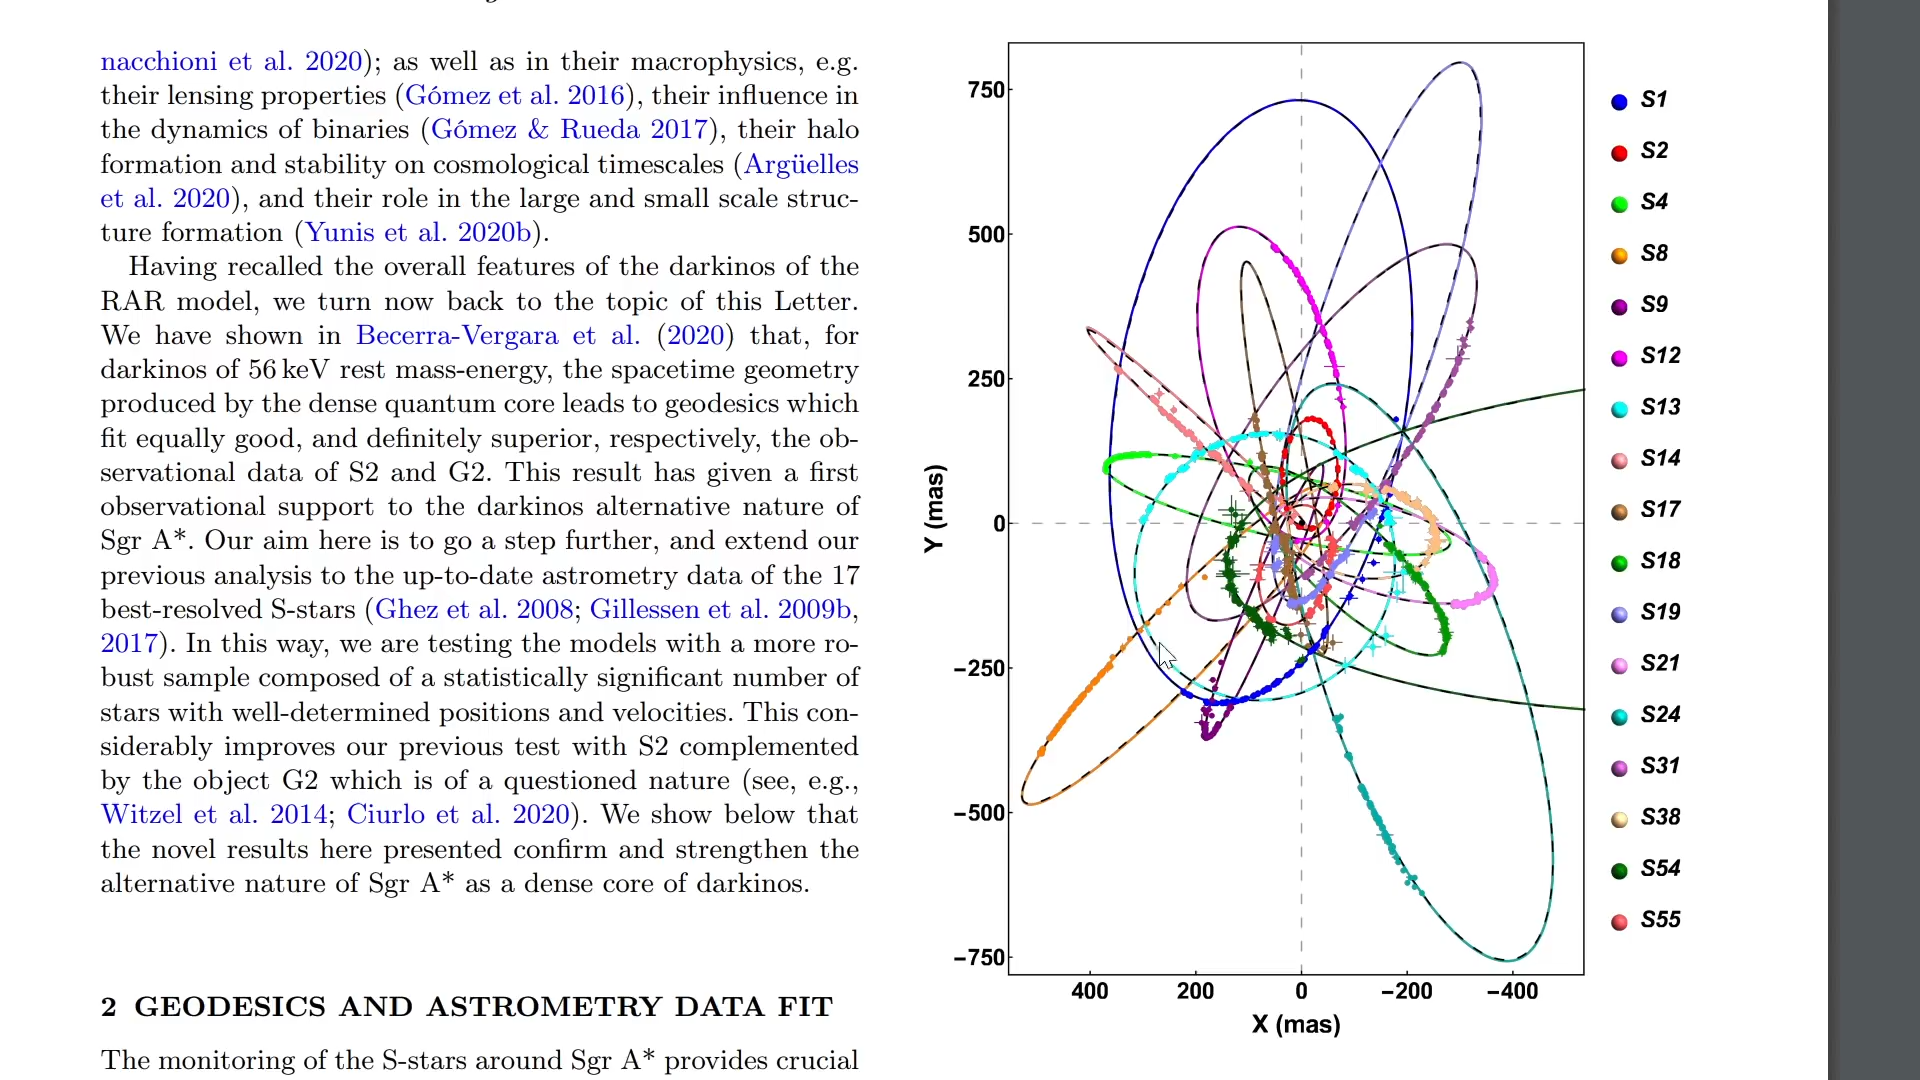 nacchioni et al. 2020); as well as in their macrophysics, e.g.
their lensing properties (Gómez et al. 2016), their influence in
the dynamics of binaries (Gómez & Rueda 2017), their halo
formation and stability on cosmological timescales (Argüelles
et al. 2020), and their role in the large and small scale struc-
ture formation (Yunis et al. 2020b).
Having recalled the overall features of the darkinos of the
RAR model, we turn now back to the topic of this Letter.
We have shown in Becerra-Vergara et al. (2020) that, for
darkinos of 56 keV rest mass-energy, the spacetime geometry
produced by the dense quantum core leads to geodesics which
fit equally good, and definitely superior, respectively, the ob-
servational data of S2 and G2. This result has given a first
observational support to the darkinos alternative nature of
Sgr A*. Our aim here is to go a step further, and extend our
previous analysis to the up-to-date astrometry data of the 17
best-resolved S-stars (Ghez et al. 2008; Gillessen et al. 2009b,
2017). In this way, we are testing the models with a more ro-
bust sample composed of a statistically significant number of
stars with well-determined positions and velocities. This con-
siderably improves our previous test with S2 complemented
by the object G2 which is of a questioned nature (see, e.g.,
Witzel et al. 2014; Ciurlo et al. 2020). We show below that
the novel results here presented confirm and strengthen the
alternative nature of Sgr A* as a dense core of darkinos.
2 GEODESICS AND ASTROMETRY DATA FIT
The monitoring of the S-stars around Sgr A* provides crucial
750
500
250
0
−250
−500
−750
Y (mas)
400 200 0 −200 −400
X (mas)
S1
S2
S4
S8
S9
S12
S13
S14
S17
S18
S19
S21
S24
S31
S38
S54
S55